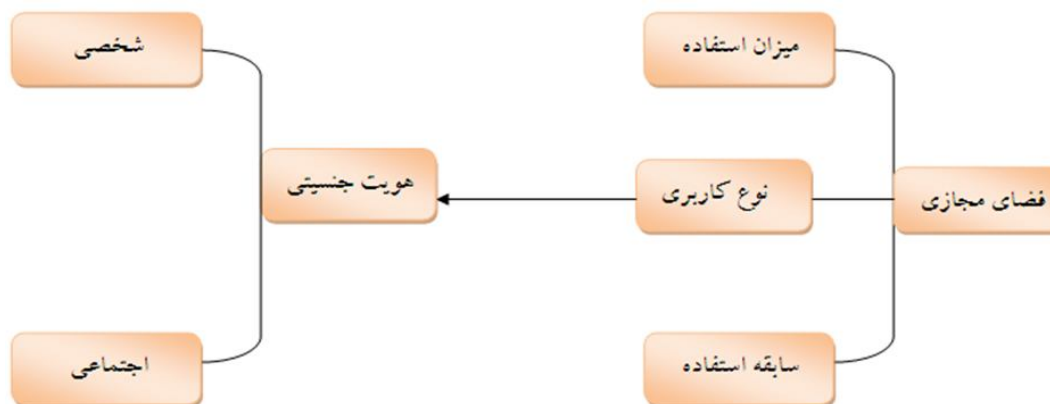 فضای مجازی
میزان استفاده
نوع کاربری
سابقه استفاده
هویت جنسیتی
شخصی
اجتماعی